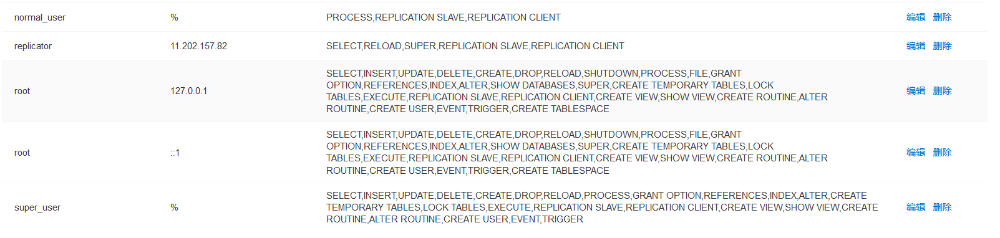 normal_user % PROCESS,REPLICATION SLAVE,REPLICATION CLIENT 编辑 删除
replicator 11.202.157.82 SELECT,RELOAD,SUPER,REPLICATION SLAVE,REPLICATION CLIENT 编辑 删除
SELECT,INSERT,UPDATE,DELETE,CREATE,DROP,RELOAD,SHUTDOWN,PROCESS,FILE,GRANT
OPTION,REFERENCES,INDEX,ALTER,SHOW DATABASES,SUPER,CREATE TEMPORARY TABLES,LOCK
root 127.0.0.1 TABLES,EXECUTE,REPLICATION SLAVE,REPLICATION CLIENT,CREATE VIEW,SHOW VIEW,CREATE ROUTINE,ALTER 编辑 删除
ROUTINE,CREATE USER,EVENT,TRIGGER,CREATE TABLESPACE
SELECT,INSERT,UPDATE,DELETE,CREATE,DROP,RELOAD,SHUTDOWN,PROCESS,FILE,GRANT
OPTION,REFERENCES,INDEX,ALTER,SHOW DATABASES,SUPER,CREATE TEMPORARY TABLES,LOCK
root ::1 TABLES,EXECUTE,REPLICATION SLAVE,REPLICATION CLIENT,CREATE VIEW,SHOW VIEW,CREATE ROUTINE,ALTER 编辑 删除
ROUTINE,CREATE USER,EVENT,TRIGGER,CREATE TABLESPACE
SELECT,INSERT,UPDATE,DELETE,CREATE,DROP,RELOAD,PROCESS,GRANT OPTION,REFERENCES,INDEX,ALTER,CREATE
super_user % TEMPORARY TABLES,LOCK TABLES,EXECUTE,REPLICATION SLAVE,REPLICATION CLIENT,CREATE VIEW,SHOW VIEW,CREATE 编辑 删除
ROUTINE,ALTER ROUTINE,CREATE USER,EVENT,TRIGGER